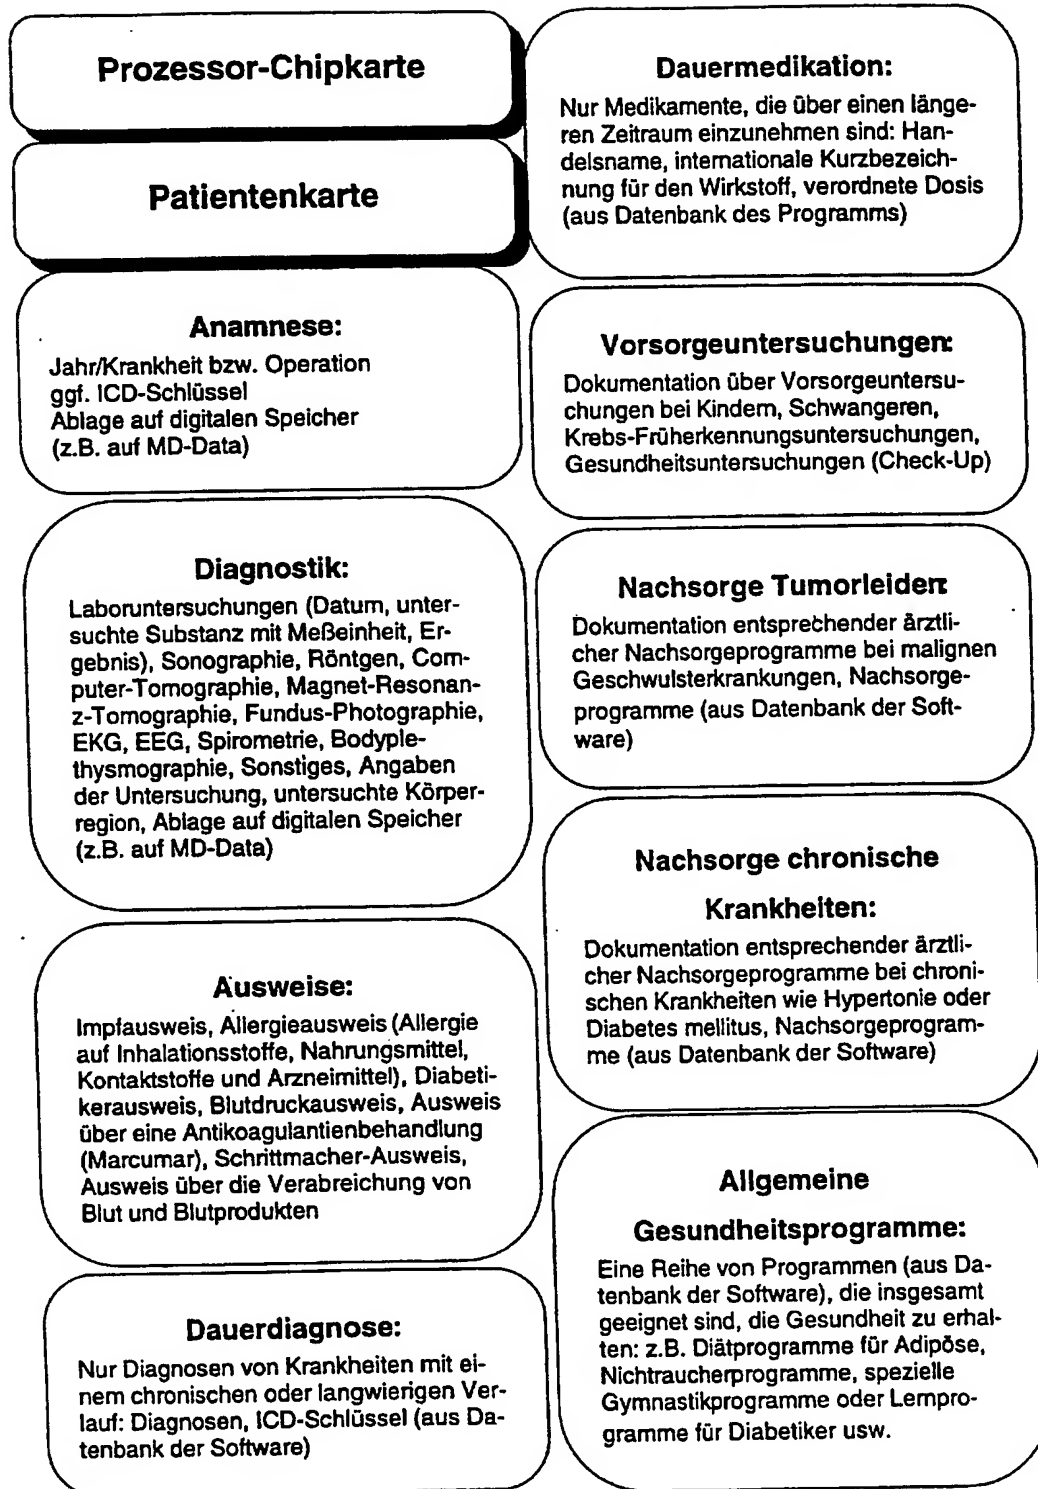 Prozessor-Chipkarte
Patientenkarte
Anamnese:
Jahr/Krankheit bzw. Operation
ggf. ICD-Schlüssel
Ablage auf digitalen Speicher
(z.B. auf MD-Data)
Diagnostik:
Laboruntersuchungen (Datum, unter-
suchte Substanz mit Meßeinheit, Er-
gebnis), Sonographie, Röntgen, Com-
puter-Tomographie, Magnet-Resonan-
z-Tomographie, Fundus-Photographie,
EKG, EEG, Spirometrie, Bodyple-
thysmographie, Sonstiges, Angaben
der Untersuchung, untersuchte Körper-
region, Ablage auf digitalen Speicher
(z.B. auf MD-Data)
Ausweise:
Impfausweis, Allergieausweis (Allergie
auf Inhalationsstoffe, Nahrungsmittel,
Kontaktstoffe und Arzneimittel), Diabeti-
kerausweis, Blutdruckausweis, Ausweis
über eine Antikoagulantienbehandlung
(Marcumar), Schrittmacher-Ausweis,
Ausweis über die Verabreichung von
Blut und Blutprodukten
Dauerdiagnose:
Nur Diagnosen von Krankheiten mit ei-
nem chronischen oder langwierigen Ver-
lauf: Diagnosen, ICD-Schlüssel (aus Da-
tenbank der Software)
Dauermedikation:
Nur Medikamente, die über einen länge-
ren Zeitraum einzunehmen sind: Han-
delsname, internationale Kurzbezeich-
nung für den Wirkstoff, verordnete Dosis
(aus Datenbank des Programms)
Vorsorgeuntersuchungen:
Dokumentation über Vorsorgeuntersu-
chungen bei Kindern, Schwangeren,
Krebs-Früherkennungsuntersuchungen,
Gesundheitsuntersuchungen (Check-Up)
Nachsorge Tumorleiden:
Dokumentation entsprechender ärztli-
cher Nachsorgeprogramme bei malignen
Geschwulsterkrankungen, Nachsorge-
programme (aus Datenbank der Soft-
ware)
Nachsorge chronische
Krankheiten:
Dokumentation entsprechender ärztli-
cher Nachsorgeprogramme bei chroni-
schen Krankheiten wie Hypertonie oder
Diabetes mellitus, Nachsorgeprogram-
me (aus Datenbank der Software)
Allgemeine
Gesundheitsprogramme:
Eine Reihe von Programmen (aus Da-
tenbank der Software), die insgesamt
geeignet sind, die Gesundheit zu erhal-
ten: z.B. Diätprogramme für Adipöse,
Nichtraucherprogramme, spezielle
Gymnastikprogramme oder Lernpro-
gramme für Diabetiker usw.